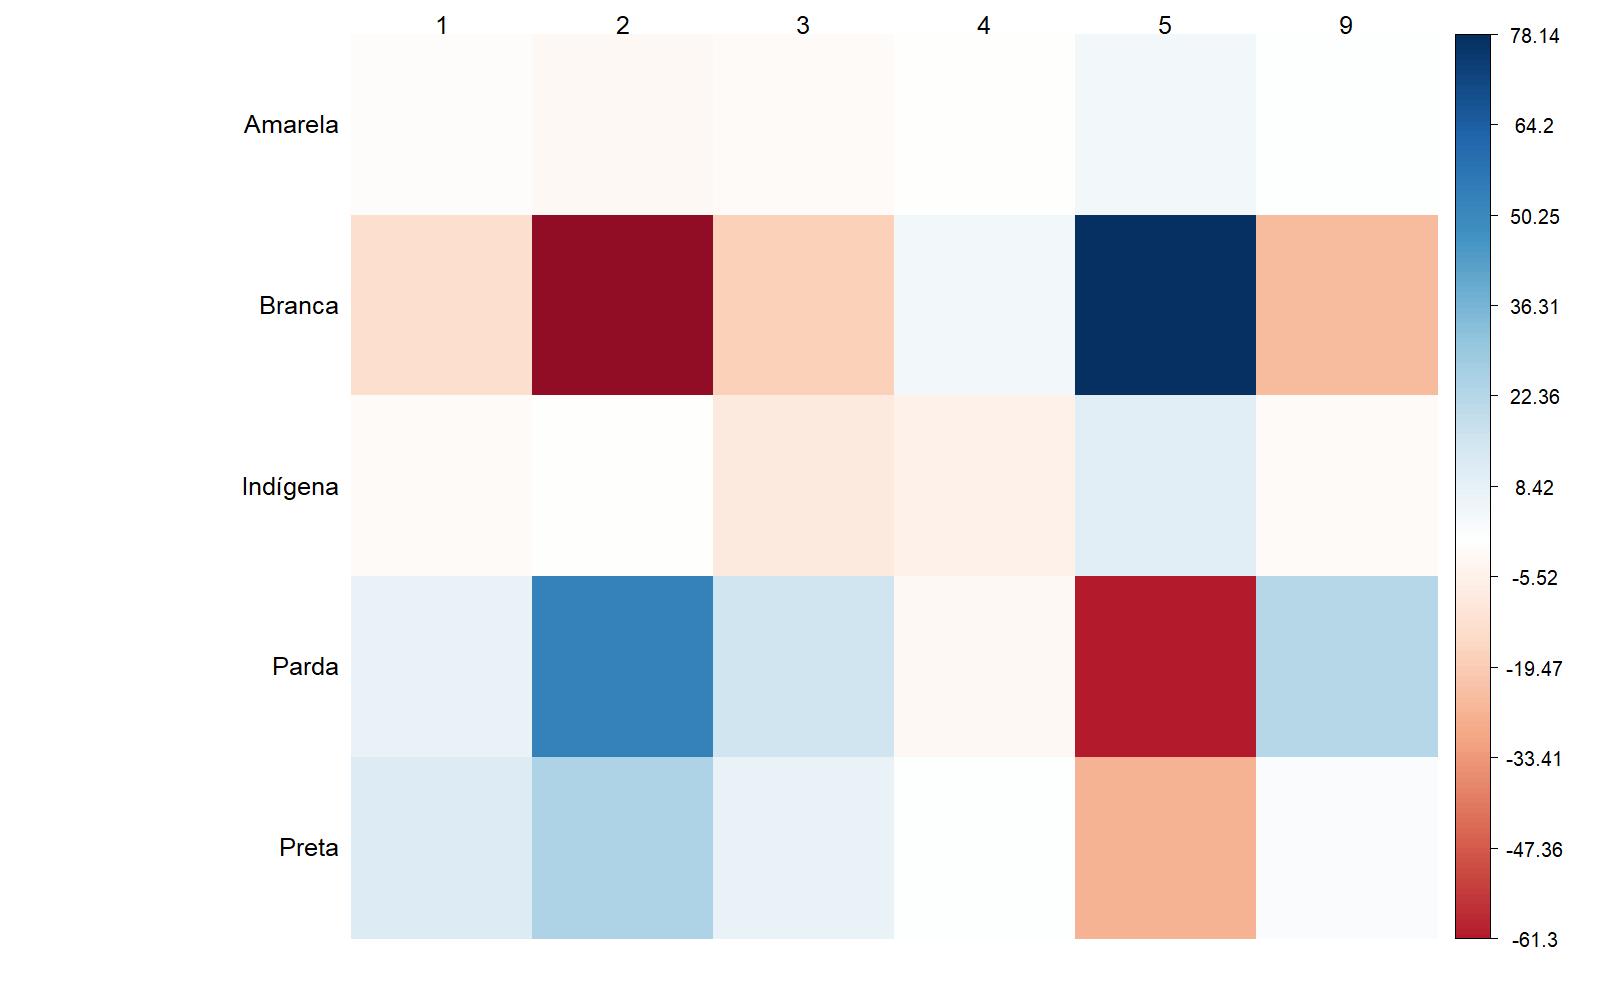 1 2 3 4 5 9
Amarela
Branca
Indígena
Parda
Preta
78.14
64.2
50.25
36.31
22.36
8.42
-5.52
-19.47
-33.41
-47.36
-61.3